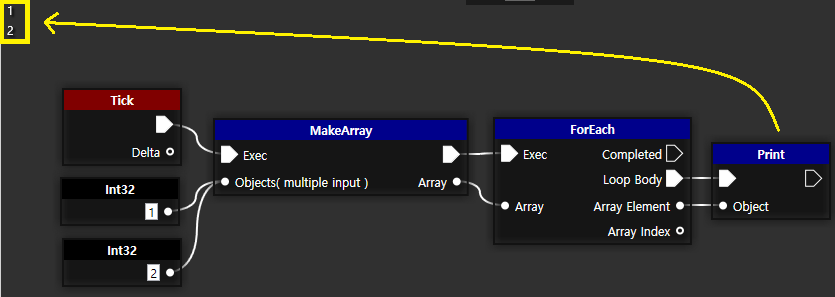 1
2
Tick
Delta
Int32
1
Int32
2
MakeArray
Exec
Objects( multiple input )
Array
ForEach
Exec
Completed
Loop Body
Array
Array Element
Array Index
Print
Object